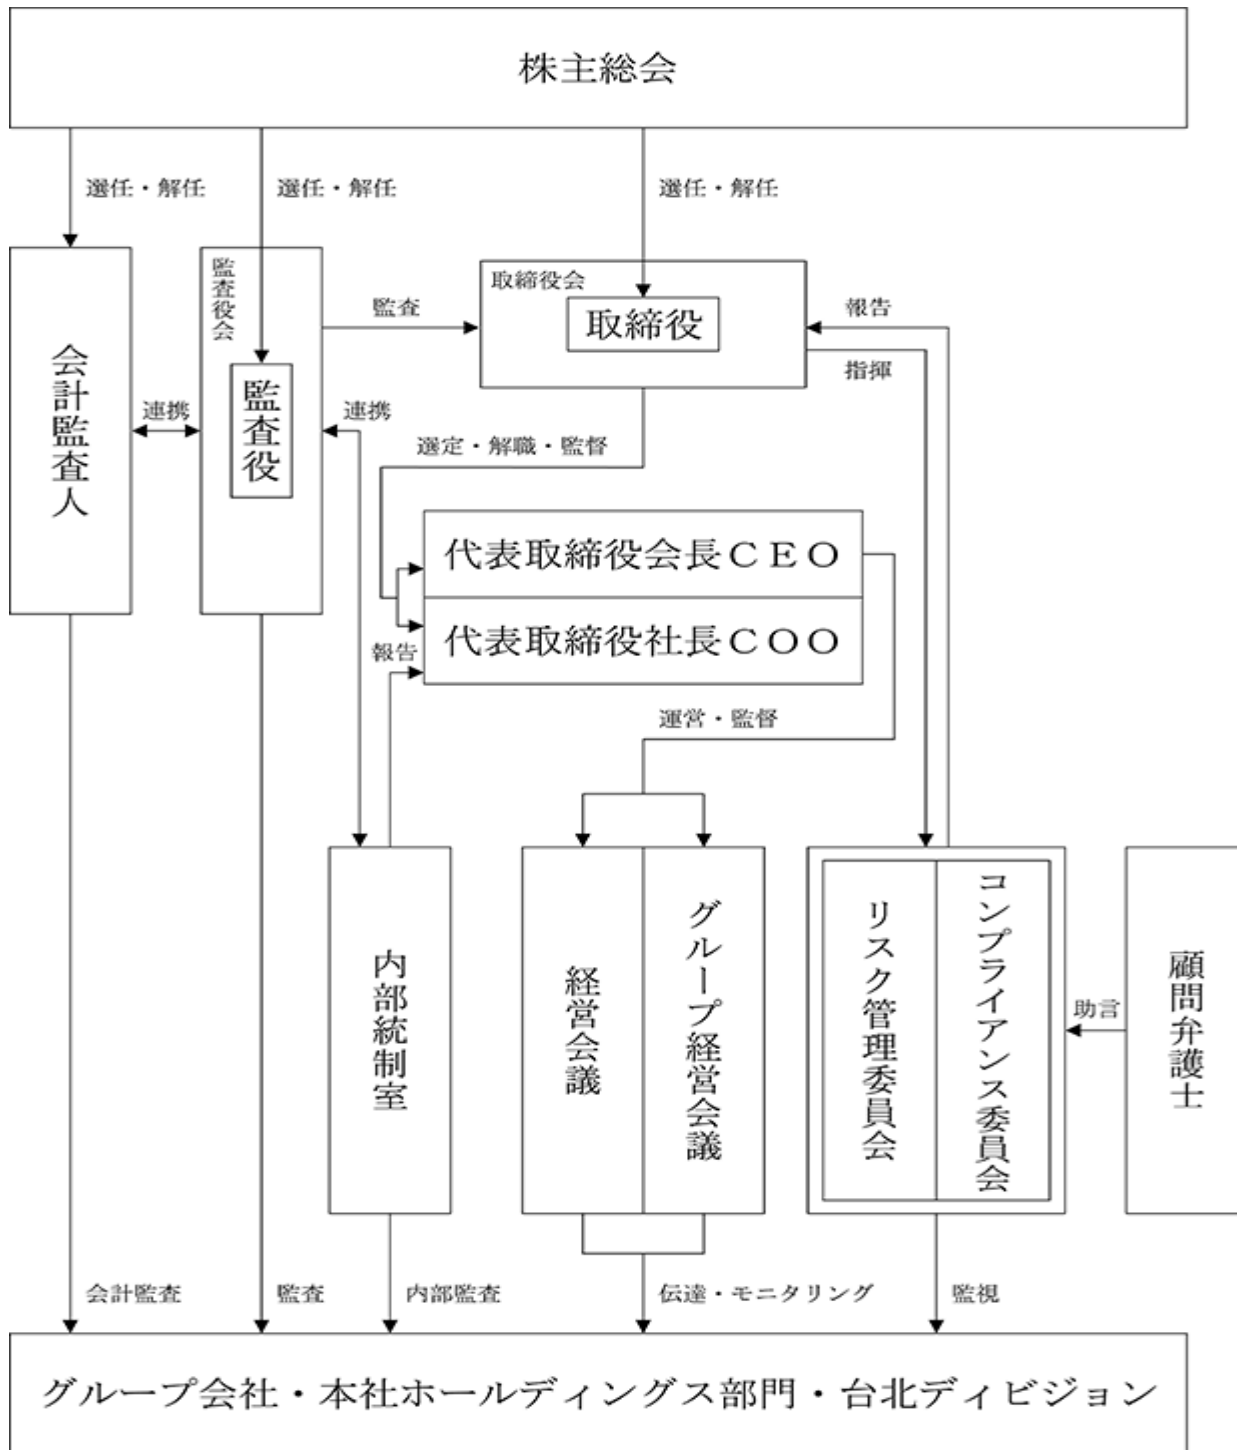 株主総会
選任・解任
選任・解任
選任・解任
監査役会
取締役会
取締役
監査
報告
指揮
会計監査人
連携
監査役
連携
選定・解職・監督
代表取締役会長CEO
代表取締役社長COO
報告
運営・監督
内部統制室
経営会議
グループ経営会議
リスク管理委員会
コンプライアンス委員会
助言
顧問弁護士
会計監査
監査
内部監査
伝達・モニタリング
監視
グループ会社・本社ホールディングス部門・台北ディビジョン